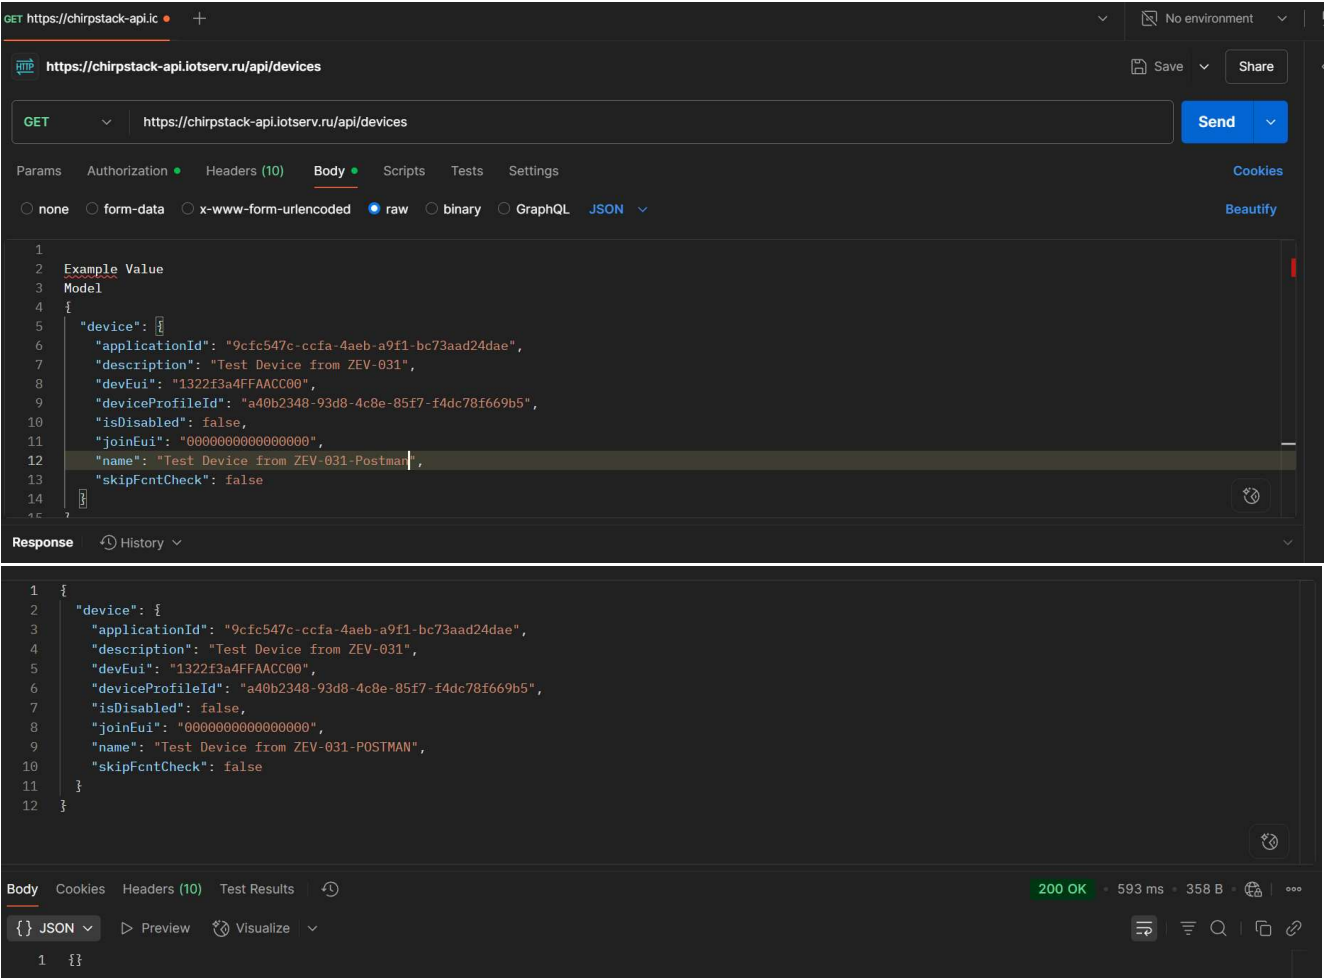 GET https://chirpstack-api.ic
No environment
HTTP https://chirpstack-api.iotserv.ru/api/devices
Save
Share
GET https://chirpstack-api.iotserv.ru/api/devices
Send
Params Authorization Headers (10) Body Scripts Tests Settings Cookies
none form-data x-www-form-urlencoded raw binary GraphQL JSON Beautify
1
2 Example Value
3 Model
4 {
5 "device": {
6 "applicationId": "9cfc547c-ccfa-4aeb-a9f1-bc73aad24dae",
7 "description": "Test Device from ZEV-031",
8 "devEui": "1322f3a4FFAACC00",
9 "deviceProfileId": "a40b2348-93d8-4c8e-85f7-f4dc78f669b5",
10 "isDisabled": false,
11 "joinEui": "0000000000000000",
12 "name": "Test Device from ZEV-031-Postman",
13 "skipFcntCheck": false
14 }
15 }
Response History
1 {
2 "device": {
3 "applicationId": "9cfc547c-ccfa-4aeb-a9f1-bc73aad24dae",
4 "description": "Test Device from ZEV-031",
5 "devEui": "1322f3a4FFAACC00",
6 "deviceProfileId": "a40b2348-93d8-4c8e-85f7-f4dc78f669b5",
7 "isDisabled": false,
8 "joinEui": "0000000000000000",
9 "name": "Test Device from ZEV-031-POSTMAN",
10 "skipFcntCheck": false
11 }
12 }
Body Cookies Headers (10) Test Results 200 OK 593 ms 358 B
{} JSON Preview Visualize
1 {}